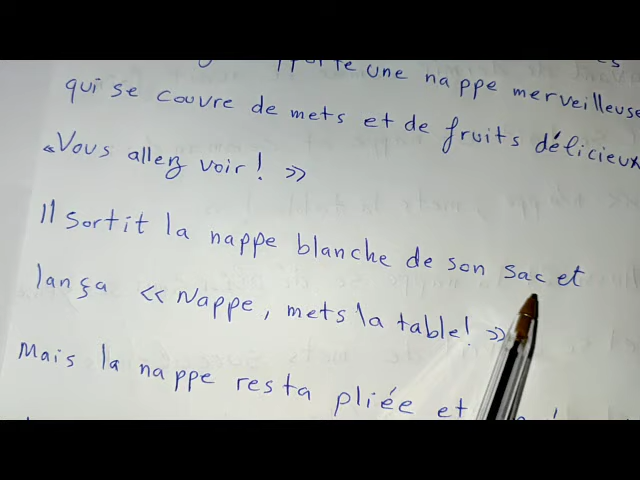 une nappe merveilleuse
qui se couvre de mets et de fruits délicieux
« Vous allez voir ! »
Il sortit la nappe blanche de son sac et
lança << Nappe, mets la table ! >>
Mais la nappe resta pliée et